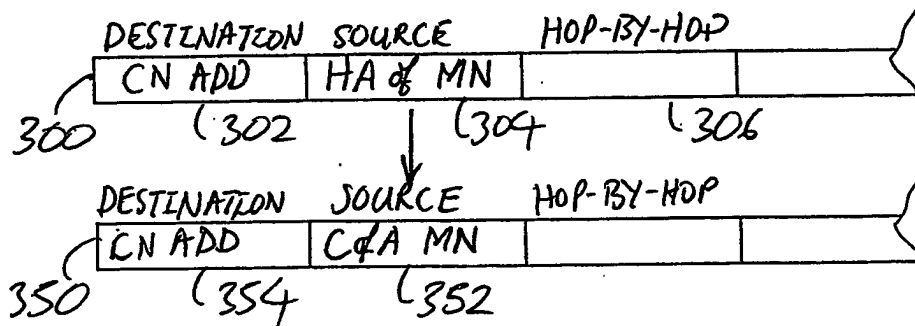 DESTINATION SOURCE HOP-BY-HOP
CN ADD HA of MN
300 302 304 306
DESTINATION SOURCE HOP-BY-HOP
CN ADD CofA MN
350 354 352